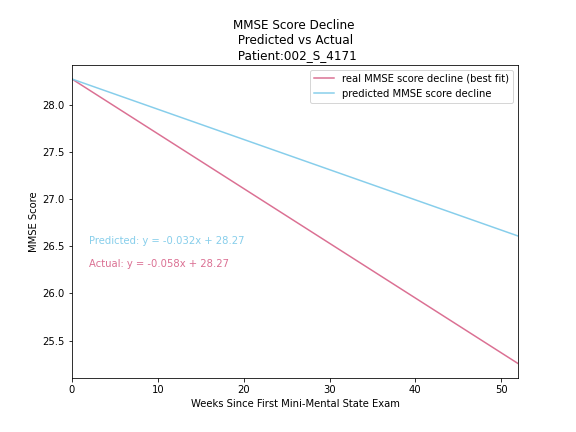 MMSE Score Decline
Predicted vs Actual
Patient:002_S_4171
real MMSE score decline (best fit)
predicted MMSE score decline
MMSE Score
28.0
27.5
27.0
26.5
26.0
25.5
Predicted: y = -0.032x + 28.27
Actual: y = -0.058x + 28.27
0 10 20 30 40 50
Weeks Since First Mini-Mental State Exam